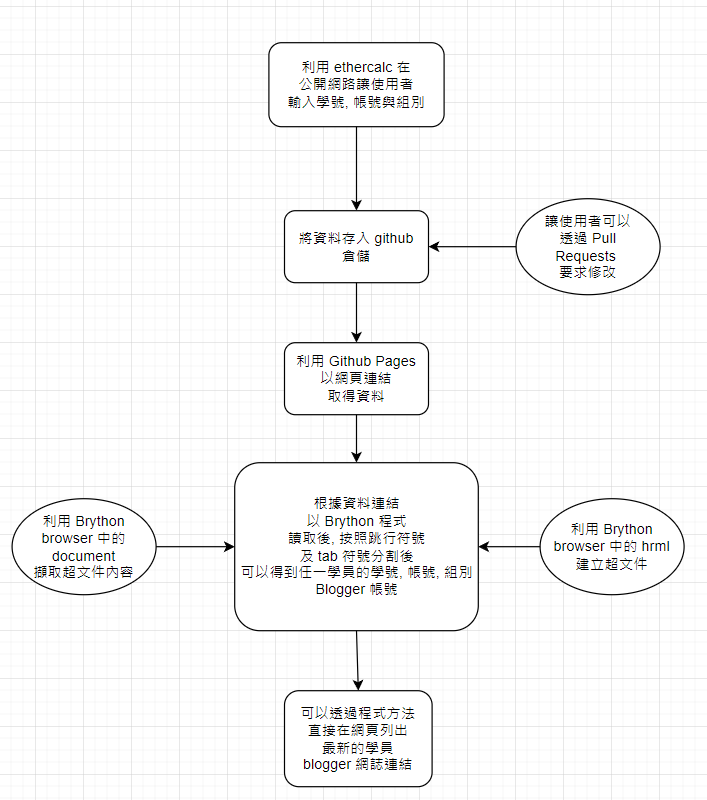 利用 ethercalc 在
公開網路讓使用者
輸入學號, 帳號與組別
將資料存入 github
倉儲
讓使用者可以
透過 Pull
Requests
要求修改
利用 Github Pages
以網頁連結
取得資料
根據資料連結
以 Brython 程式
讀取後, 按照跳行符號
及 tab 符號分割後
可以得到任一學員的學號, 帳號, 組別
Blogger 帳號
利用 Brython
browser 中的
document
擷取超文件內容
利用 Brython
browser 中的 hrml
建立超文件
可以透過程式方法
直接在網頁列出
最新的學員
blogger 網誌連結